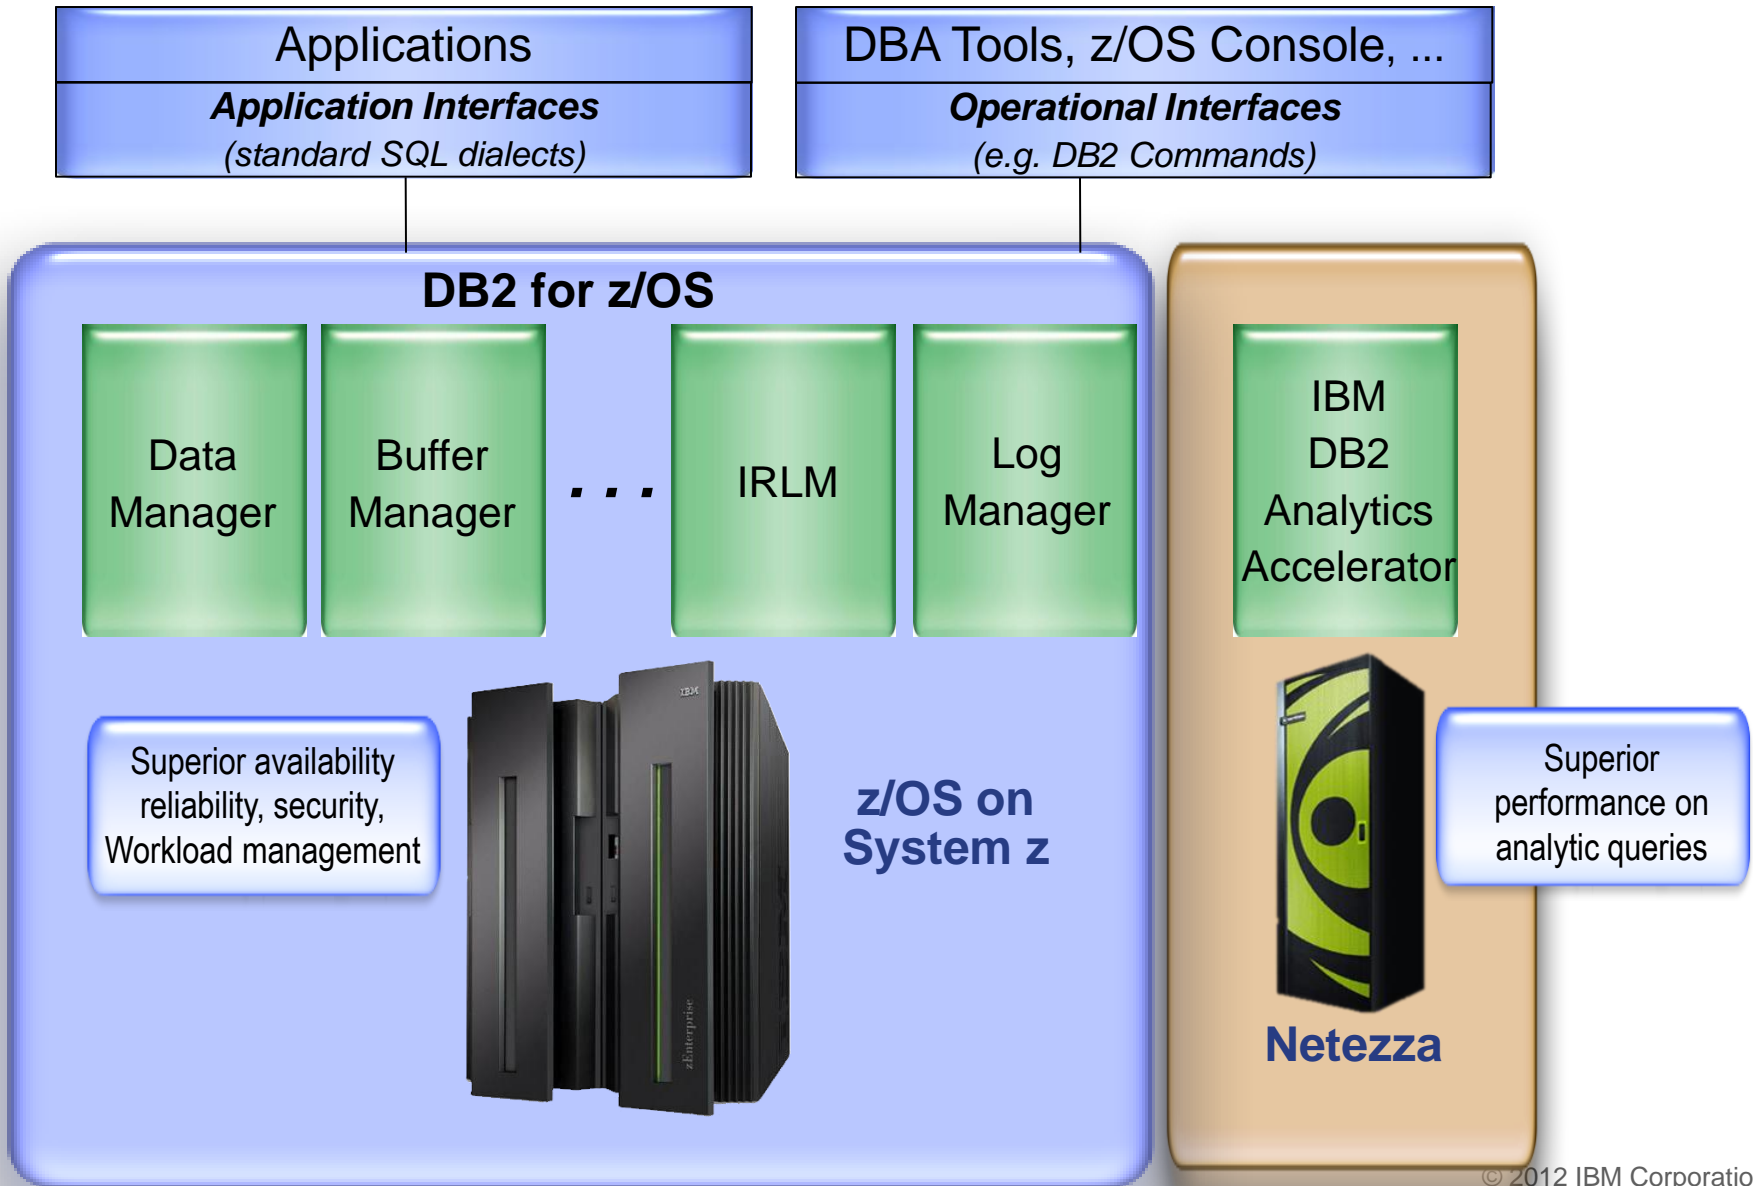 Applications
Application Interfaces
(standard SQL dialects)
DBA Tools, z/OS Console, ...
Operational Interfaces
(e.g. DB2 Commands)
DB2 for z/OS
Data
Manager
Buffer
Manager
. . .
IRLM
Log
Manager
IBM
DB2
Analytics
Accelerator
Superior availability
reliability, security,
Workload management
IBM
zEnterprise
z/OS on
System z
Netezza
Superior
performance on
analytic queries
© 2012 IBM Corporatio